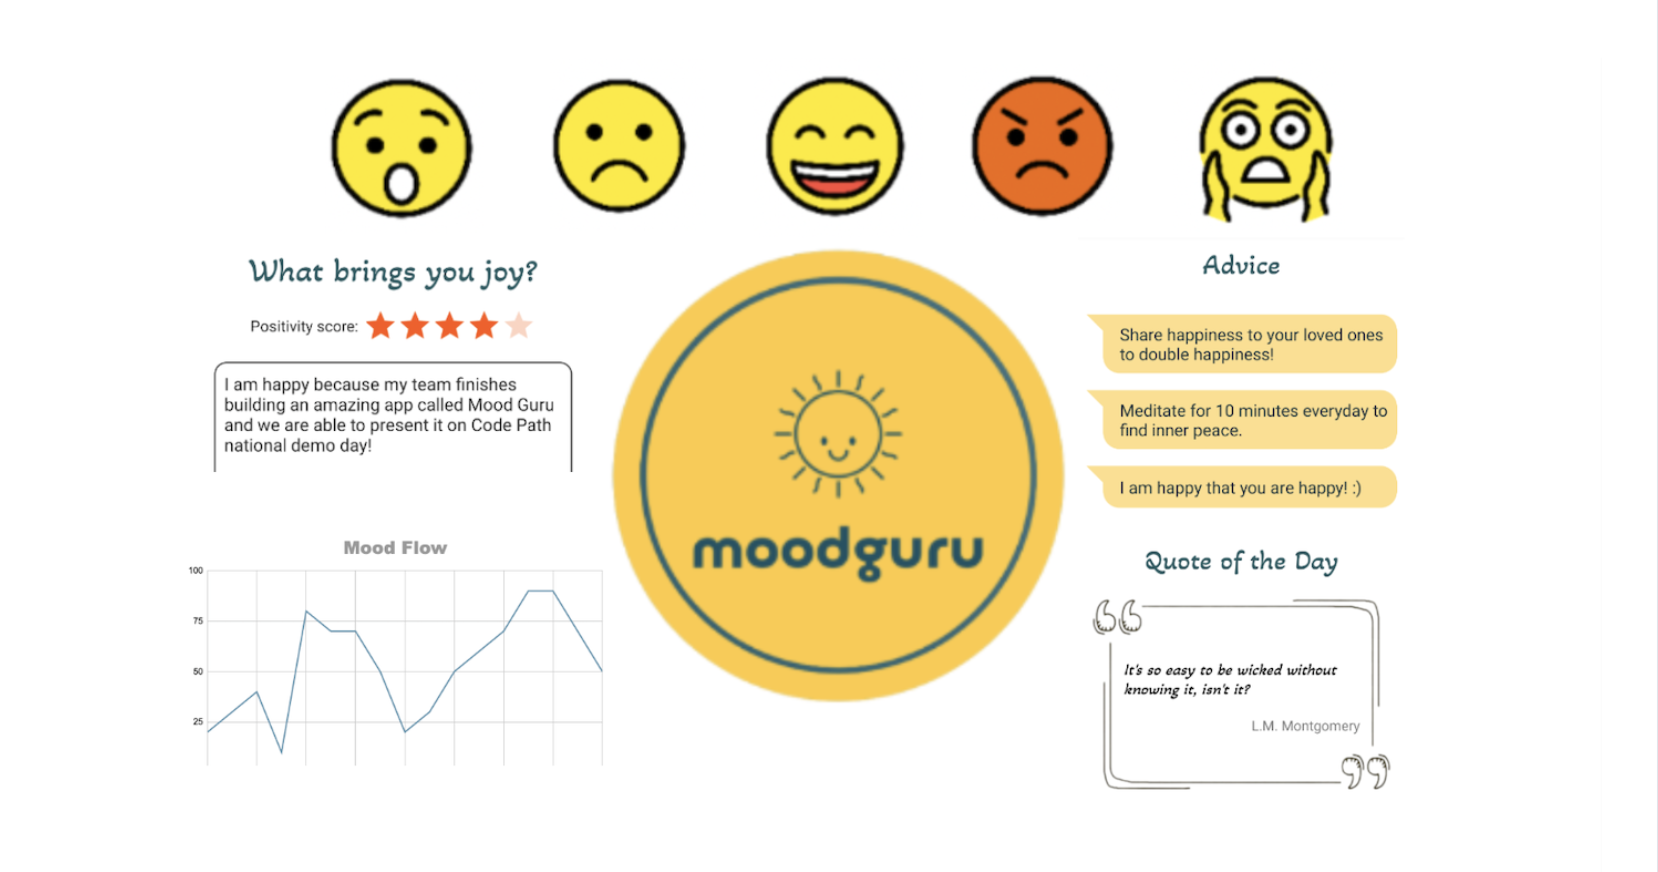 What brings you joy?
Positivity score:
I am happy because my team finishes
building an amazing app called Mood Guru
and we are able to present it on Code Path
national demo day!
Mood Flow
100
75
50
25
moodguru
Advice
Share happiness to your loved ones
to double happiness!
Meditate for 10 minutes everyday to
find inner peace.
I am happy that you are happy! :)
Quote of the Day
“
It's so easy to be wicked without
knowing it, isn't it?
L.M. Montgomery
”